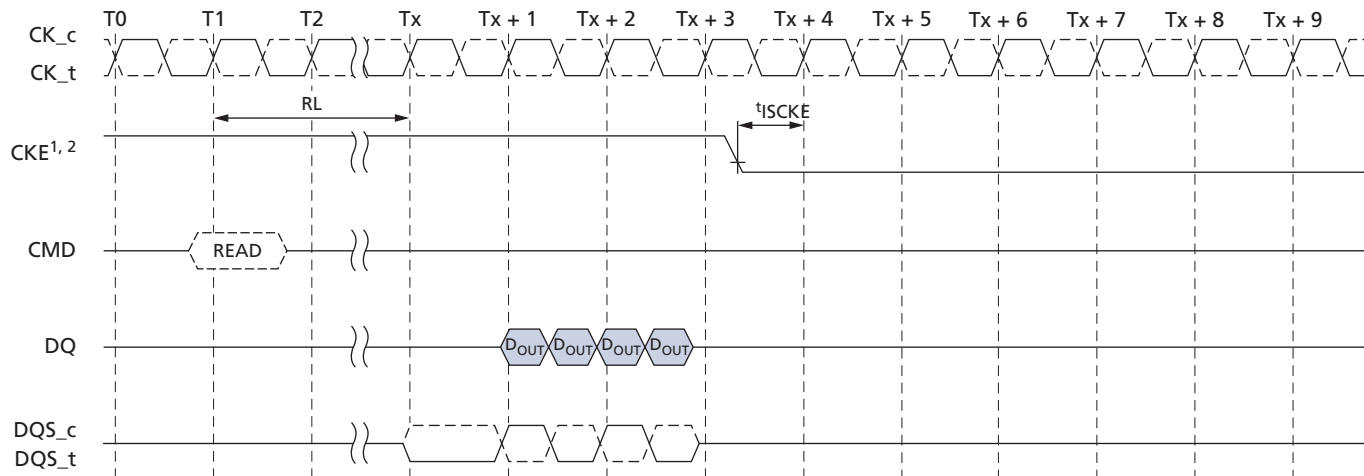 T0 T1 T2 Tx Tx + 1 Tx + 2 Tx + 3 Tx + 4 Tx + 5 Tx + 6 Tx + 7 Tx + 8 Tx + 9
CK_c
CK_t
RL
tISCKE
CKE1, 2
CMD READ
DQ DOUT DOUT DOUT DOUT
DQS_c
DQS_t